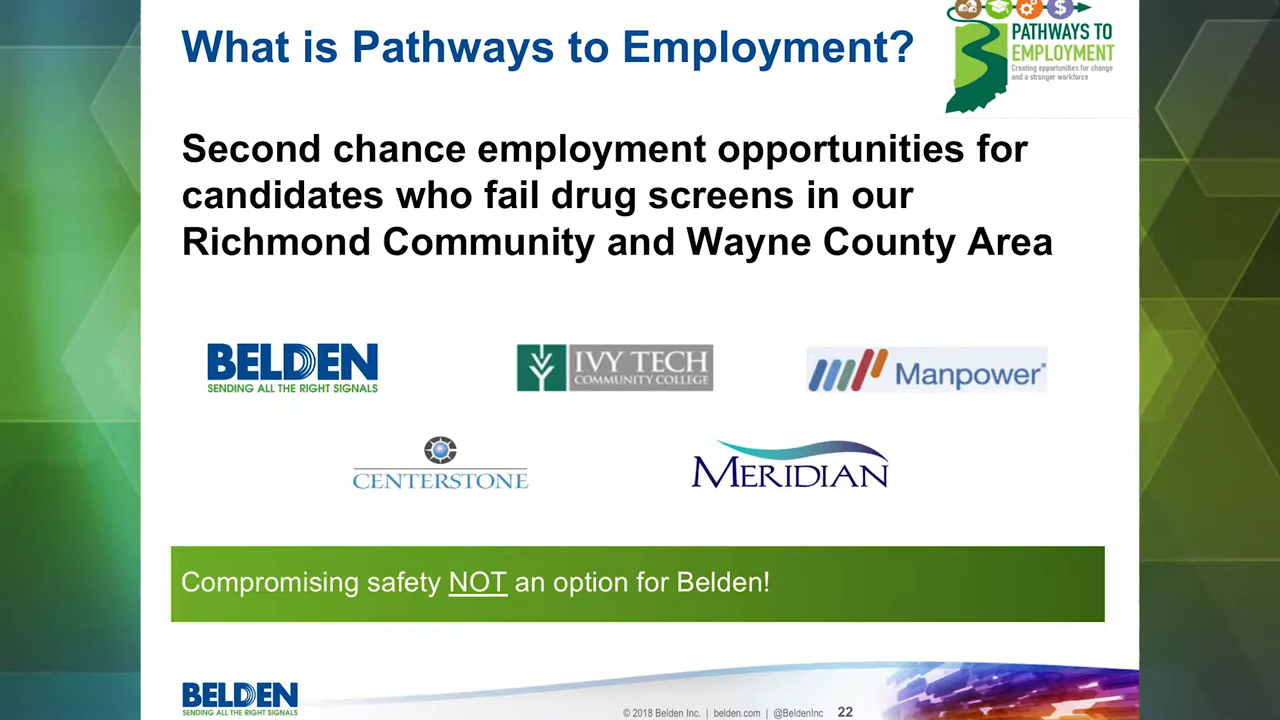 What is Pathways to Employment?
PATHWAYS TO
EMPLOYMENT
Creating opportunities for change
and a stronger workforce
Second chance employment opportunities for
candidates who fail drug screens in our
Richmond Community and Wayne County Area
BELDEN
SENDING ALL THE RIGHT SIGNALS
IVY TECH
COMMUNITY COLLEGE
Manpower®
CENTERSTONE
MERIDIAN
Compromising safety NOT an option for Belden!
BELDEN
SENDING ALL THE RIGHT SIGNALS
© 2018 Belden Inc. | belden.com | @BeldenInc 22